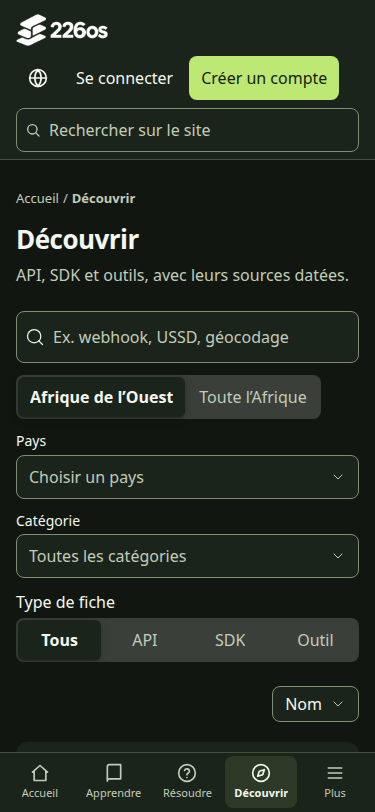 226os
Se connecter
Créer un compte
Rechercher sur le site
Accueil / Découvrir
Découvrir
API, SDK et outils, avec leurs sources datées.
Ex. webhook, USSD, géocodage
Afrique de l’Ouest
Toute l’Afrique
Pays
Choisir un pays
Catégorie
Toutes les catégories
Type de fiche
Tous
API
SDK
Outil
Nom
Accueil
Apprendre
Résoudre
Découvrir
Plus